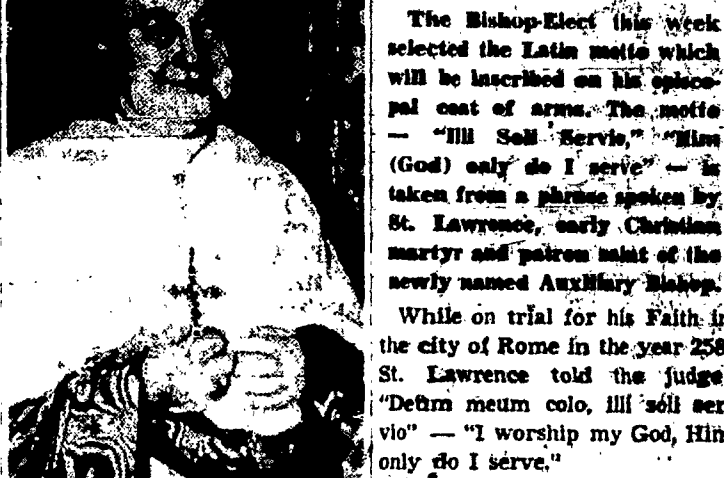 The Bishop-Elect this week
selected the Latin motto which
will be inscribed on his episco-
pal coat of arms. The motto
— "Illi Soli Servio," "Him
(God) only do I serve" — is
taken from a phrase spoken by
St. Lawrence, early Christian
martyr and patron saint of the
newly named Auxiliary Bishop.
While on trial for his Faith in
the city of Rome in the year 258
St. Lawrence told the judge
"Deum meum colo, illi soli ser
vio" — "I worship my God, Him
only do I serve."